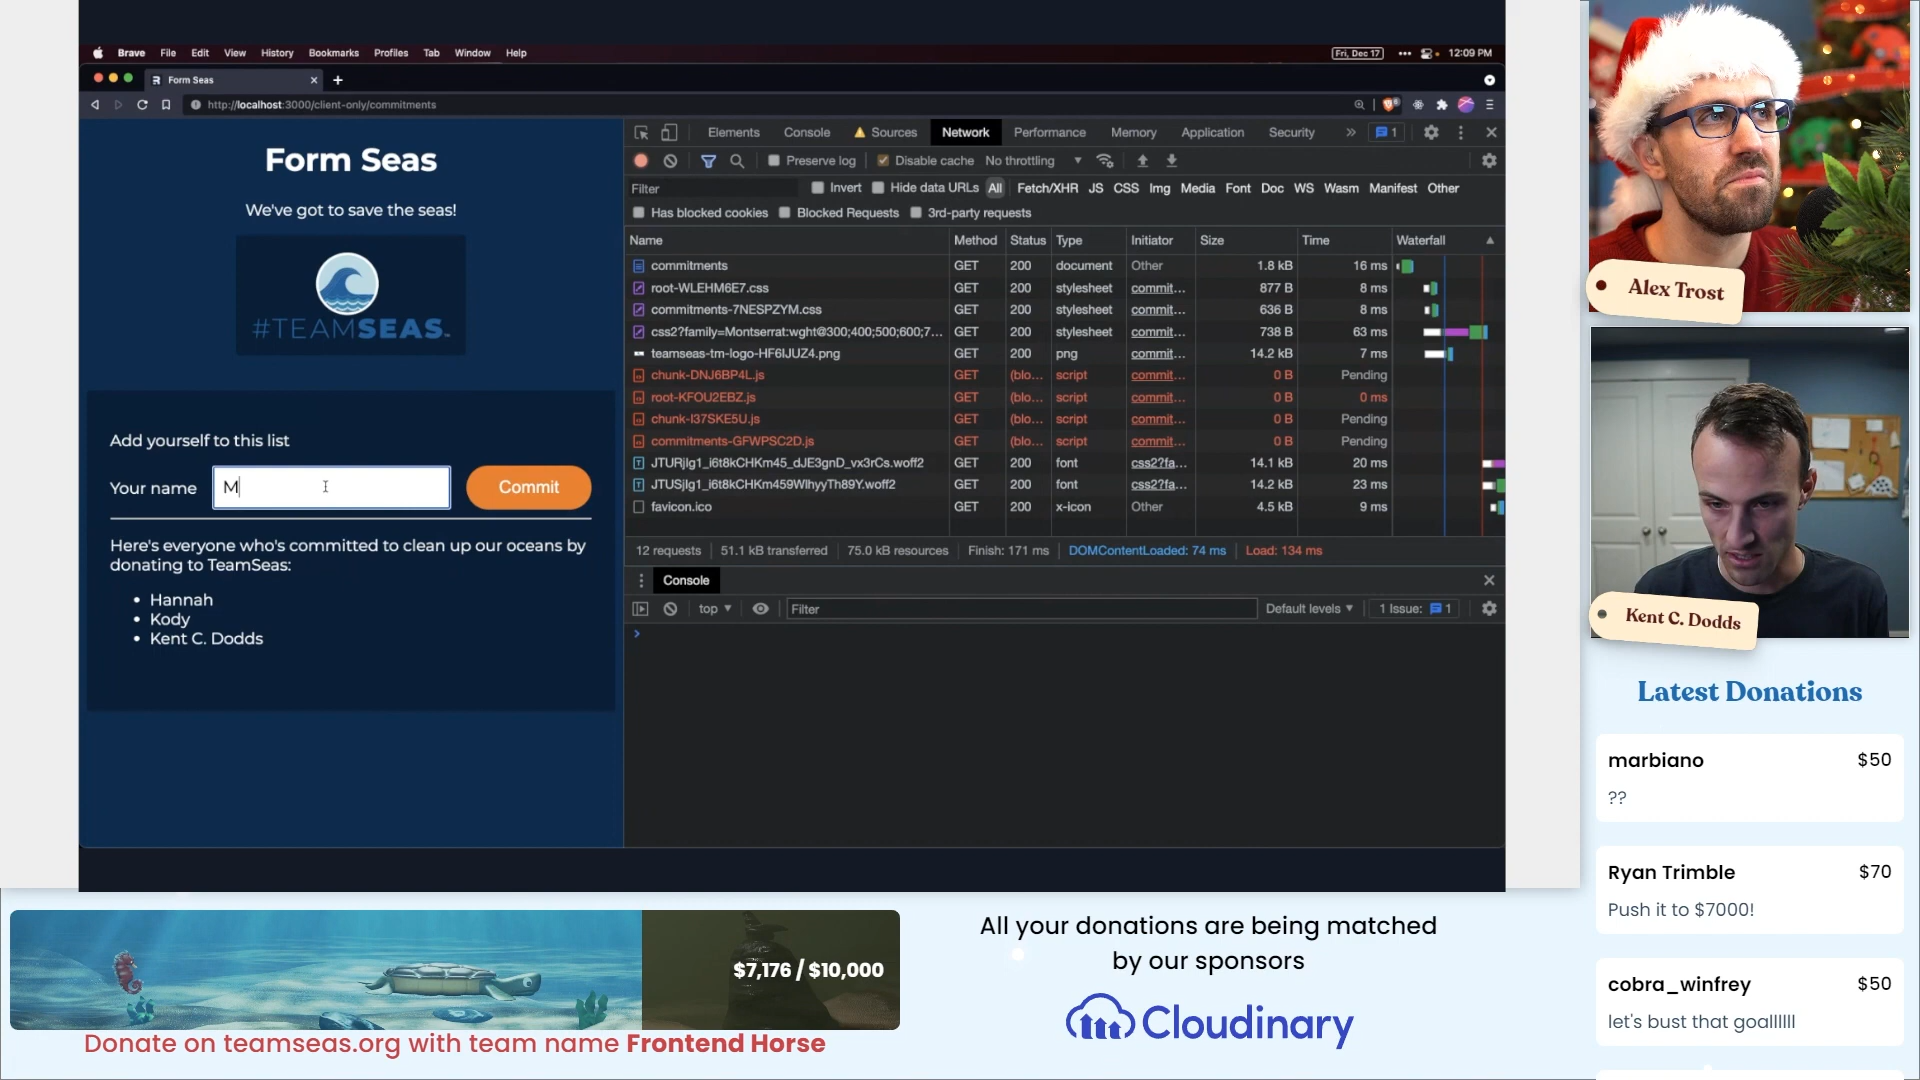 Brave File Edit View History Bookmarks Profiles Tab Window Help
Fri, Dec 17 12:09 PM
Form Seas
http://localhost:3000/client-only/commitments
Form Seas
We've got to save the seas!
#TEAMSEAS
Add yourself to this list
Your name M Commit
Here's everyone who's committed to clean up our oceans by
donating to TeamSeas:
Hannah
Kody
Kent C. Dodds
Elements Console Sources Network Performance Memory Application Security » 1
Preserve log Disable cache No throttling
Filter Invert Hide data URLs All Fetch/XHR JS CSS Img Media Font Doc WS Wasm Manifest Other
Has blocked cookies Blocked Requests 3rd-party requests
Name Method Status Type Initiator Size Time Waterfall
commitments GET 200 document Other 1.8 kB 16 ms
root-WLEHM6E7.css GET 200 stylesheet commit... 877 B 8 ms
commitments-7NESPZYM.css GET 200 stylesheet commit... 636 B 8 ms
css2?family=Montserrat:wght@300;400;500;600;7... GET 200 stylesheet commit... 738 B 63 ms
teamseas-tm-logo-HF6IJUZ4.png GET 200 png commit... 14.2 kB 7 ms
chunk-DNJ6BP4L.js GET (blo... script commit... 0 B Pending
root-KFOU2EBZ.js GET (blo... script commit... 0 B 0 ms
chunk-I37SKE5U.js GET (blo... script commit... 0 B Pending
commitments-GFWPSC2D.js GET (blo... script commit... 0 B Pending
JTURjIg1_i6t8kCHKm45_dJE3gnD_vx3rCs.woff2 GET 200 font css2?fa... 14.1 kB 20 ms
JTUSjIg1_i6t8kCHKm459WlhyyTh89Y.woff2 GET 200 font css2?fa... 14.2 kB 23 ms
favicon.ico GET 200 x-icon Other 4.5 kB 9 ms
12 requests 51.1 kB transferred 75.0 kB resources Finish: 171 ms DOMContentLoaded: 74 ms Load: 134 ms
Console
top Filter Default levels 1 Issue: 1
Alex Trost
Kent C. Dodds
Latest Donations
marbiano $50
??
Ryan Trimble $70
Push it to $7000!
cobra_winfrey $50
let's bust that goallllll
$7,176 / $10,000
Donate on teamseas.org with team name Frontend Horse
All your donations are being matched
by our sponsors
Cloudinary